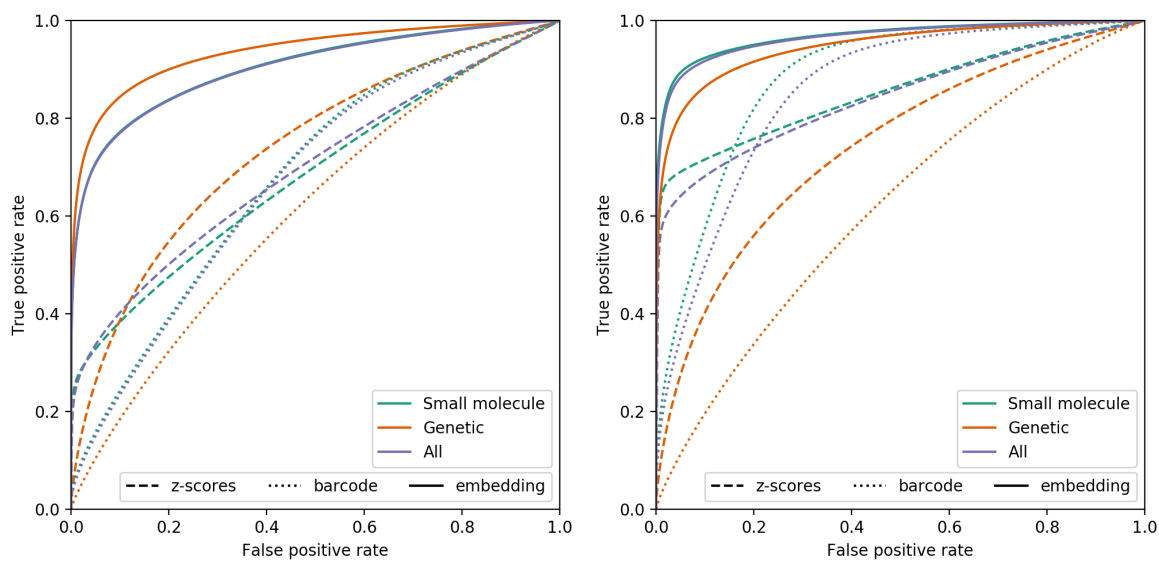 1.0
0.8
0.6
0.4
0.2
0.0
True positive rate
Small molecule
Genetic
All
z-scores barcode embedding
0.0 0.2 0.4 0.6 0.8 1.0
False positive rate
1.0
0.8
0.6
0.4
0.2
0.0
True positive rate
Small molecule
Genetic
All
z-scores barcode embedding
0.0 0.2 0.4 0.6 0.8 1.0
False positive rate